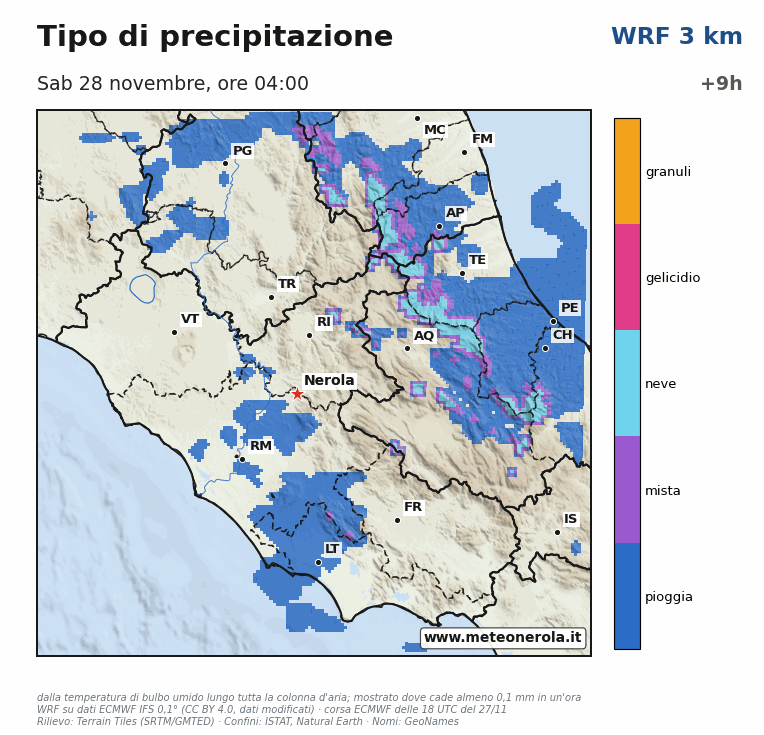 Tipo di precipitazione
WRF 3 km
Sab 28 novembre, ore 04:00
+9h
MC
FM
PG
AP
TE
TR
PE
VT
RI
AQ
CH
Nerola
RM
FR
IS
LT
www.meteonerola.it
granuli
gelicidio
neve
mista
pioggia
dalla temperatura di bulbo umido lungo tutta la colonna d'aria; mostrato dove cade almeno 0,1 mm in un'ora
WRF su dati ECMWF IFS 0,1° (CC BY 4.0, dati modificati) · corsa ECMWF delle 18 UTC del 27/11
Rilievo: Terrain Tiles (SRTM/GMTED) · Confini: ISTAT, Natural Earth · Nomi: GeoNames